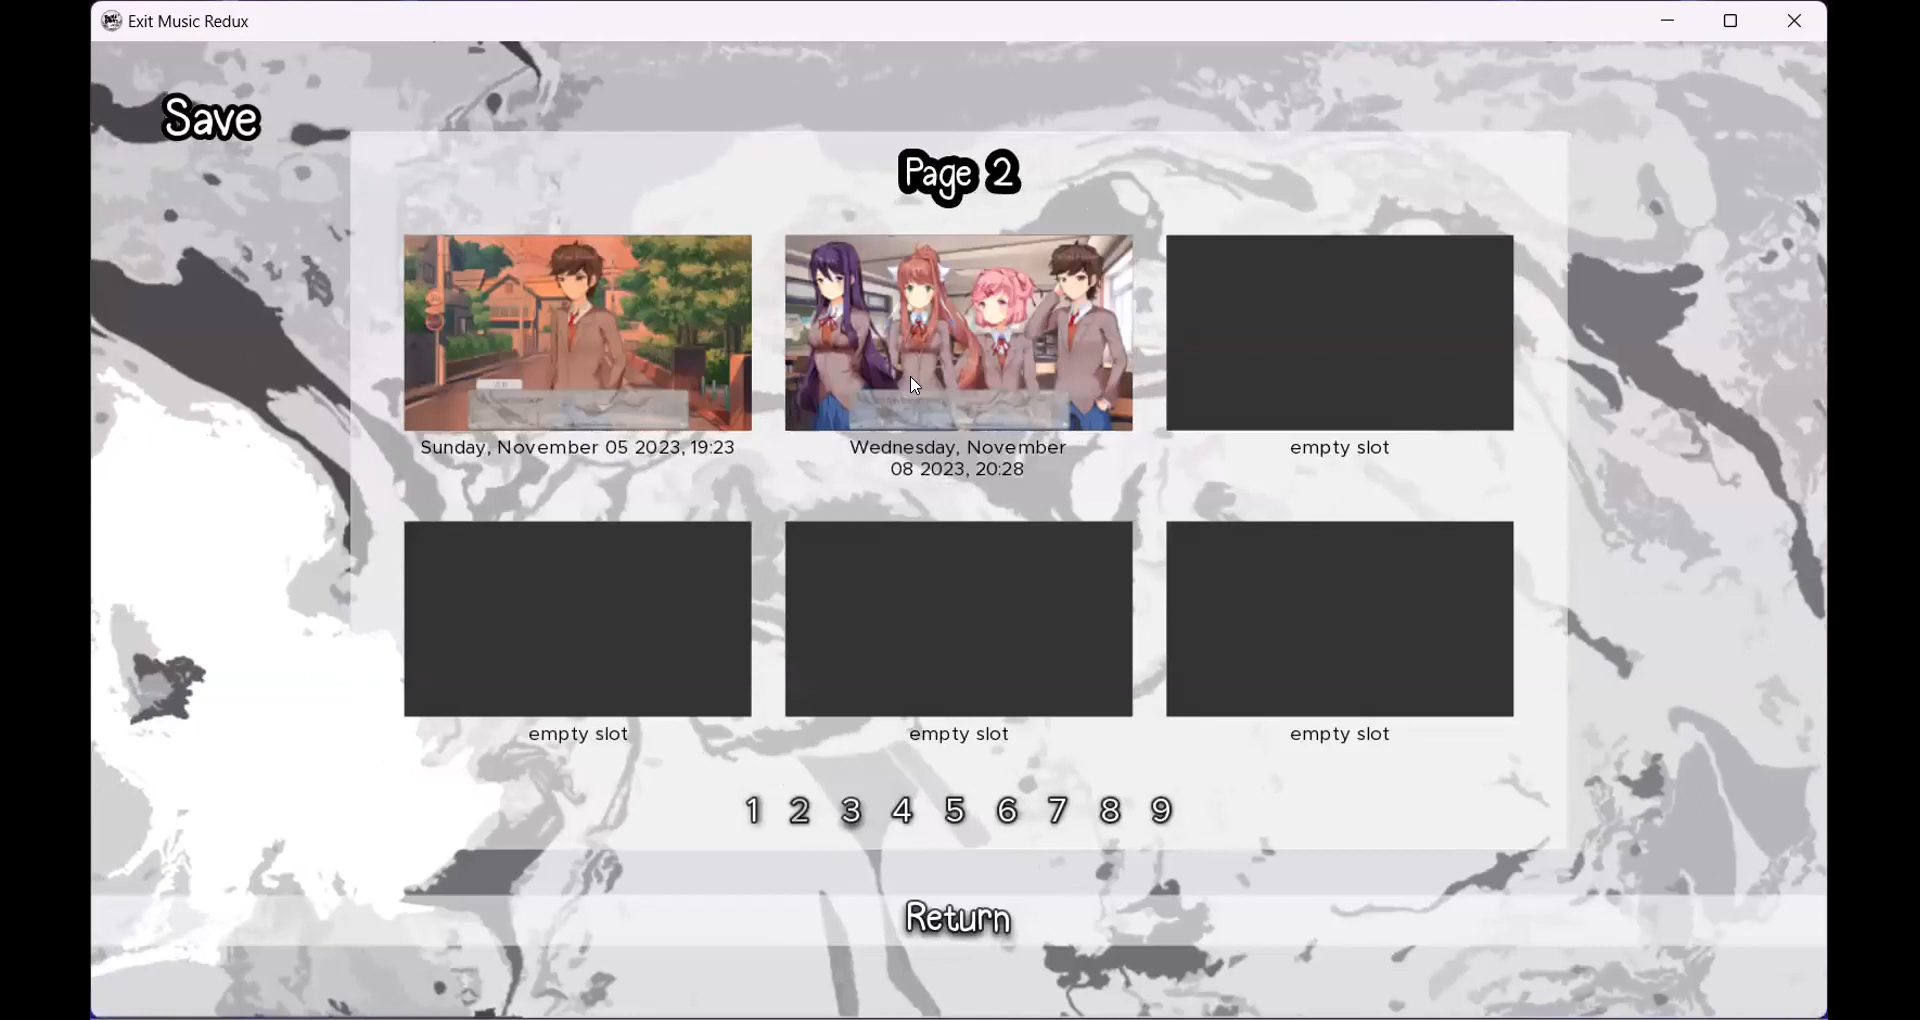 Exit Music Redux
Save
Page 2
Sunday, November 05 2023, 19:23
Wednesday, November
08 2023, 20:28
empty slot
empty slot
empty slot
empty slot
1 2 3 4 5 6 7 8 9
Return